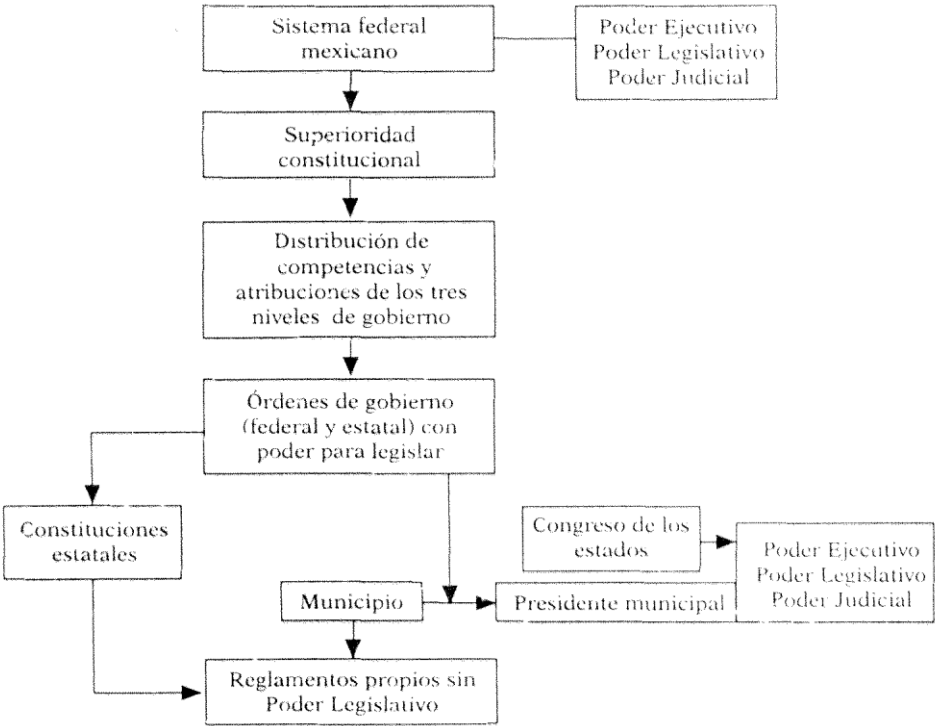 Sistema federal
mexicano
Poder Ejecutivo
Poder Legislativo
Poder Judicial
Superioridad
constitucional
Distribución de
competencias y
atribuciones de los tres
niveles de gobierno
Órdenes de gobierno
(federal y estatal) con
poder para legislar
Constituciones
estatales
Congreso de los
estados
Poder Ejecutivo
Poder Legislativo
Poder Judicial
Municipio
Presidente municipal
Reglamentos propios sin
Poder Legislativo